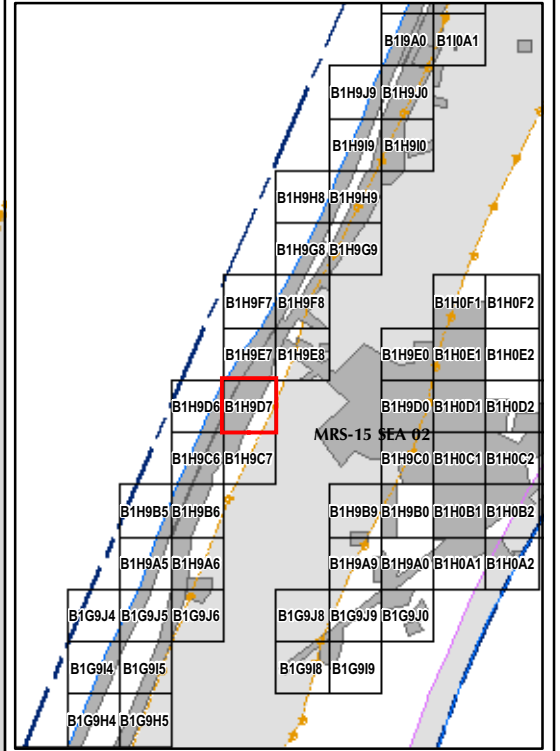 B1I9A0 B1I0A1
B1H9J9 B1H9J0
B1H9I9 B1H9I0
B1H9H8 B1H9H9
B1H9G8 B1H9G9
B1H9F7 B1H9F8 B1H0F1 B1H0F2
B1H9E7 B1H9E8 B1H9E0 B1H0E1 B1H0E2
B1H9D6 B1H9D7 B1H9D0 B1H0D1 B1H0D2
MRS-15 SEA 02
B1H9C6 B1H9C7 B1H9C0 B1H0C1 B1H0C2
B1H9B5 B1H9B6 B1H9B9 B1H9B0 B1H0B1 B1H0B2
B1H9A5 B1H9A6 B1H9A9 B1H9A0 B1H0A1 B1H0A2
B1G9J4 B1G9J5 B1G9J6 B1G9J8 B1G9J9 B1G9J0
B1G9I4 B1G9I5 B1G9I8 B1G9I9
B1G9H4 B1G9H5